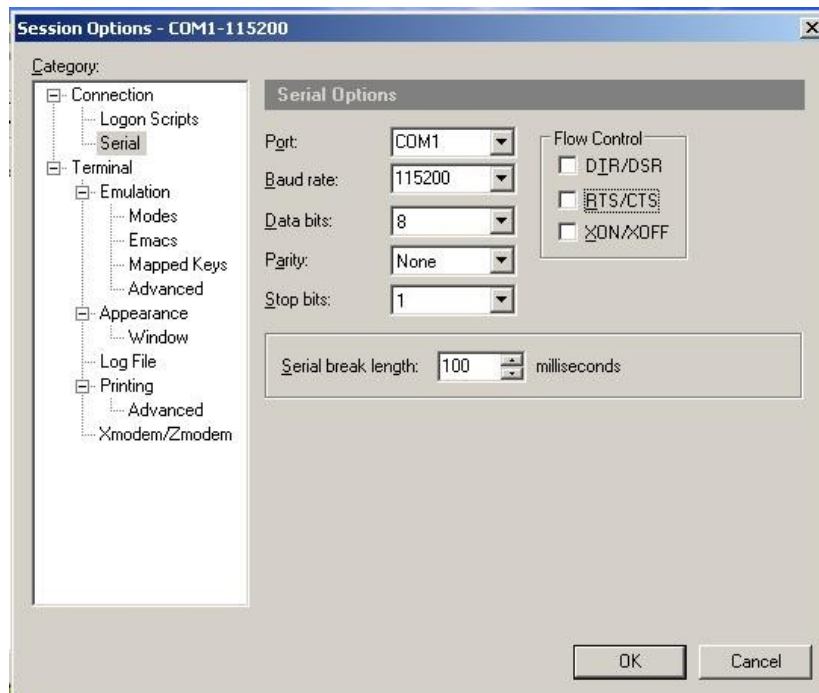 Session Options - COM1-115200
Category:
Connection
Logon Scripts
Serial
Terminal
Emulation
Modes
Emacs
Mapped Keys
Advanced
Appearance
Window
Log File
Printing
Advanced
Xmodem/Zmodem
Serial Options
Port: COM1
Baud rate: 115200
Data bits: 8
Parity: None
Stop bits: 1
Flow Control
DTR/DSR
RTS/CTS
XON/XOFF
Serial break length: 100 milliseconds
OK Cancel